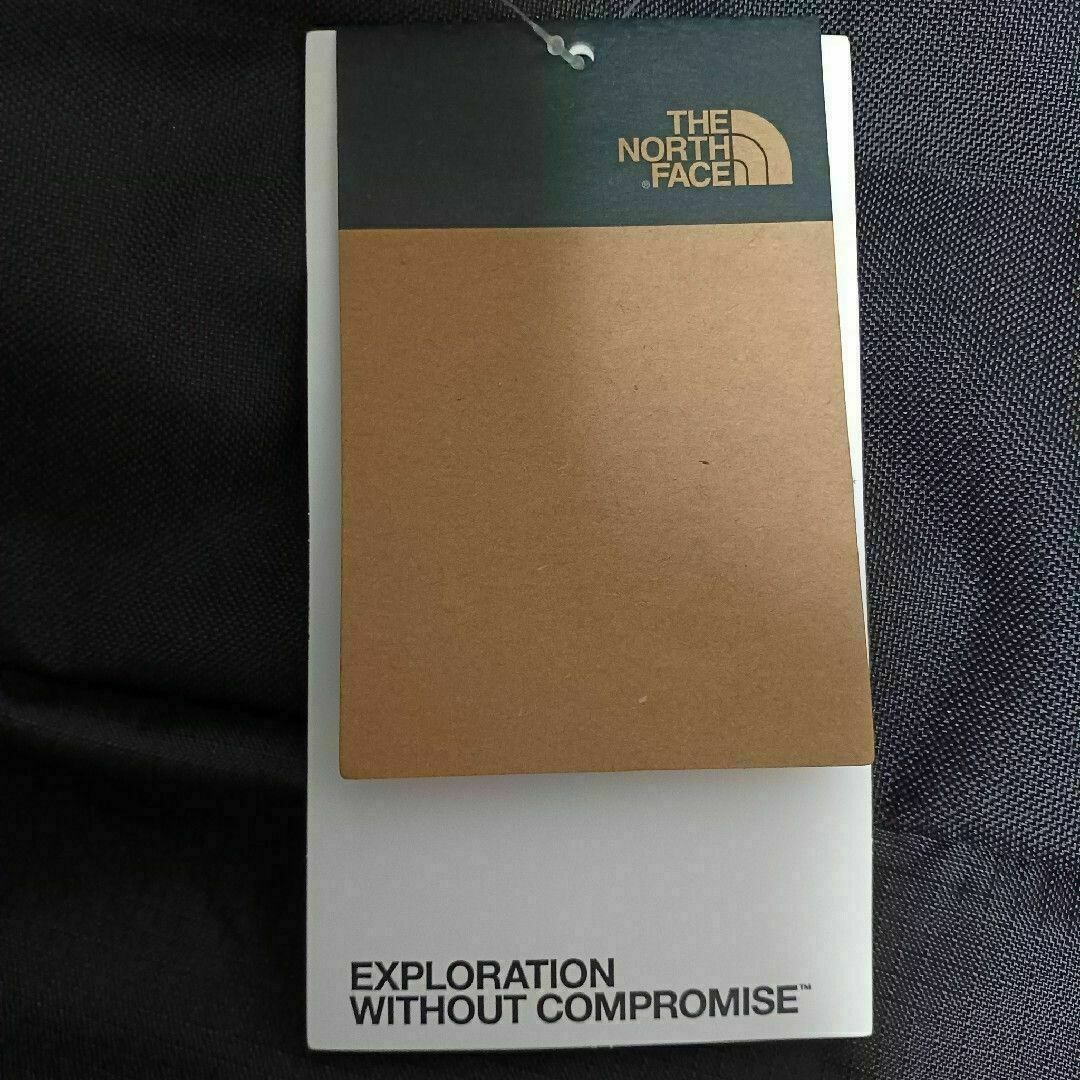 THE
NORTH
® FACE
EXPLORATION
WITHOUT COMPROMISE™